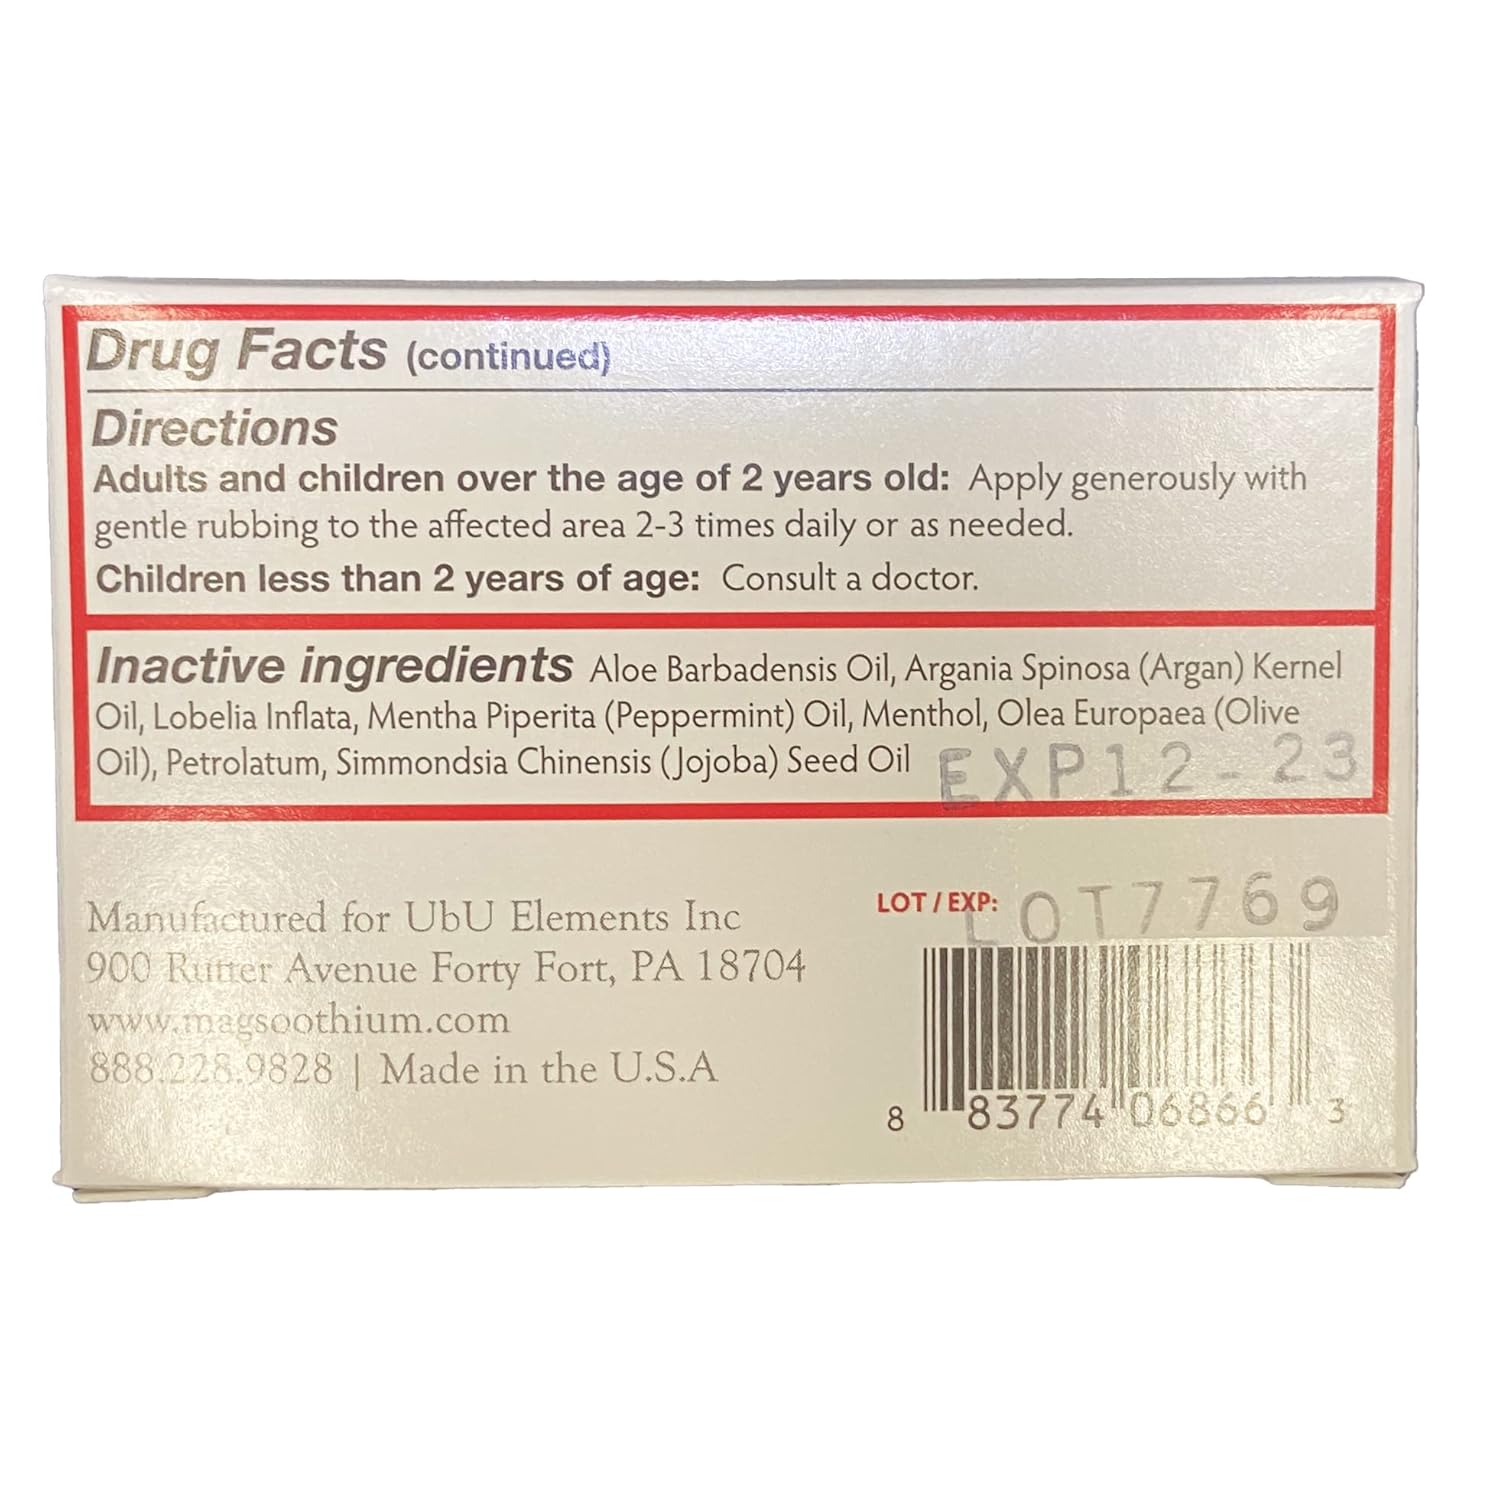 Drug Facts (continued)
Directions
Adults and children over the age of 2 years old: Apply generously with
gentle rubbing to the affected area 2-3 times daily or as needed.
Children less than 2 years of age: Consult a doctor.
Inactive ingredients Aloe Barbadensis Oil, Argania Spinosa (Argan) Kernel
Oil, Lobelia Inflata, Mentha Piperita (Peppermint) Oil, Menthol, Olea Europaea (Olive
Oil), Petrolatum, Simmondsia Chinensis (Jojoba) Seed Oil
EXP12-23
Manufactured for UbU Elements Inc
900 Rutter Avenue Forty Fort, PA 18704
www.magsoothium.com
888.228.9828 | Made in the U.S.A
LOT / EXP: LOT7769
8 83774 06866 3